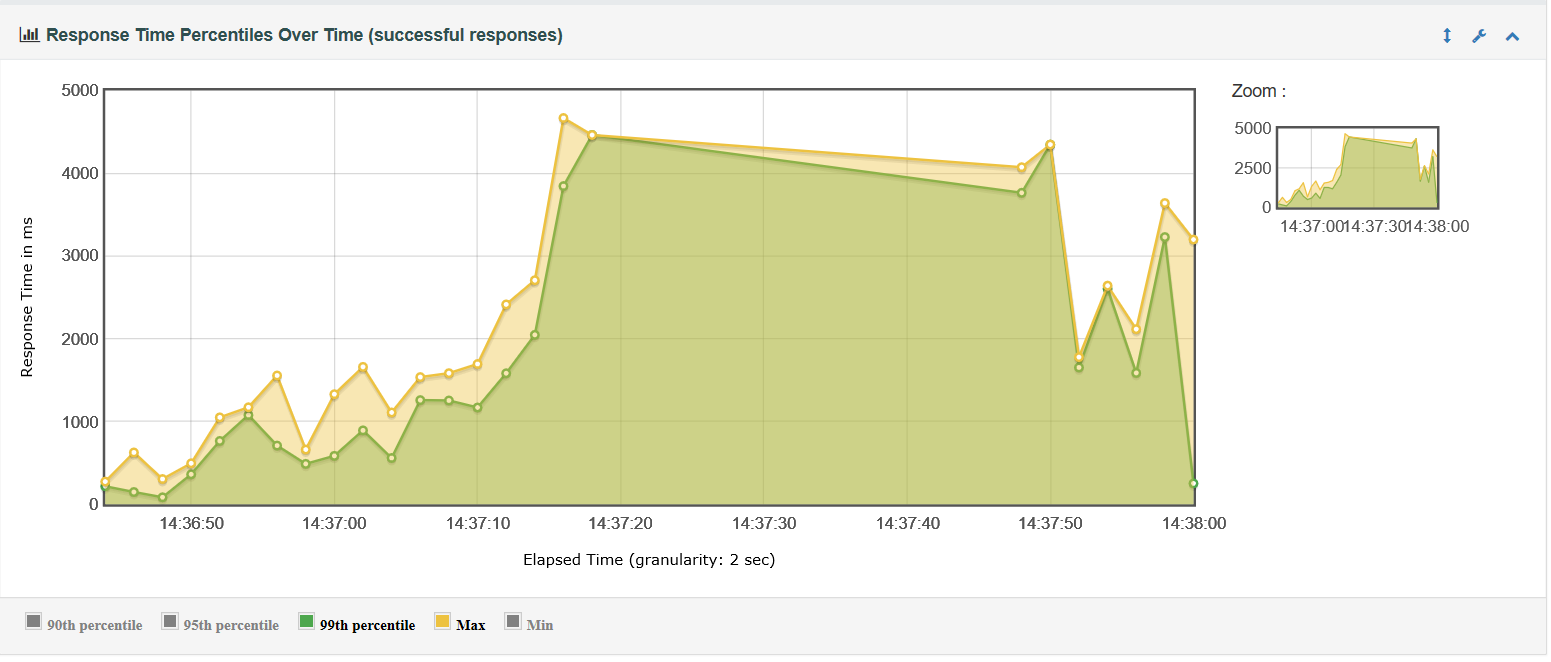 Response Time Percentiles Over Time (successful responses)
Zoom :
5000
4000
3000
2000
1000
0
Response Time in ms
14:36:50 14:37:00 14:37:10 14:37:20 14:37:30 14:37:40 14:37:50 14:38:00
Elapsed Time (granularity: 2 sec)
5000
2500
0
14:37:00 14:37:30 14:38:00
90th percentile 95th percentile 99th percentile Max Min